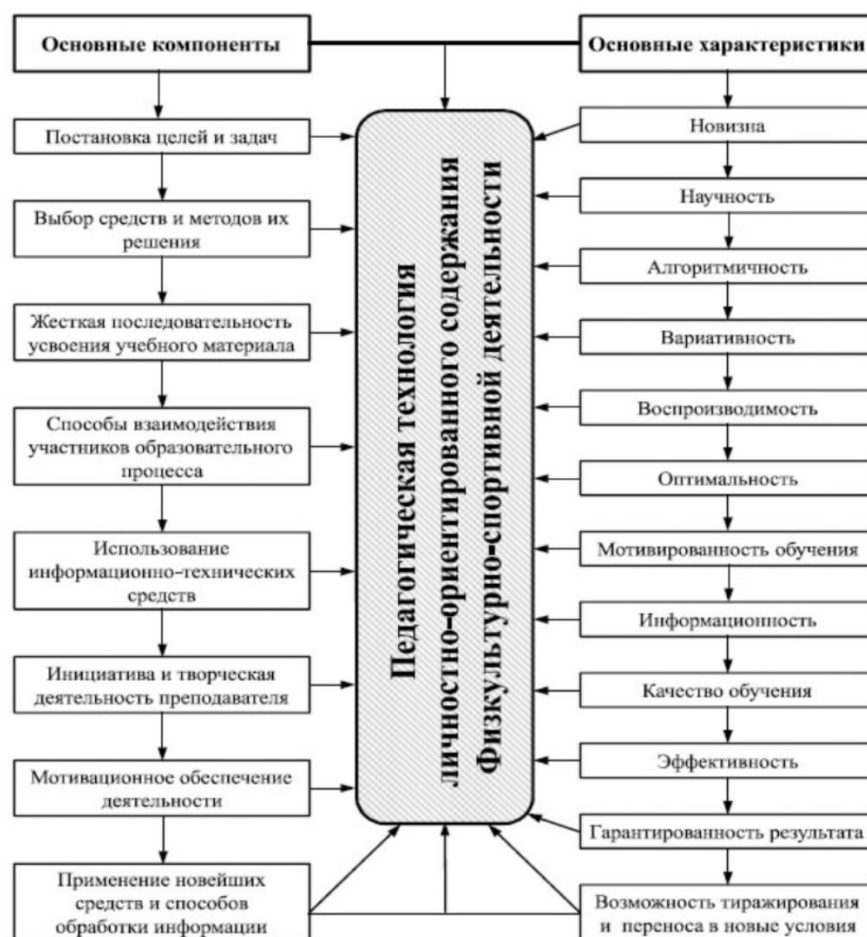 Основные компоненты
Постановка целей и задач
Выбор средств и методов их
решения
Жесткая последовательность
усвоения учебного материала
Способы взаимодействия
участников образовательного
процесса
Использование
информационно-технических
средств
Инициатива и творческая
деятельность преподавателя
Мотивационное обеспечение
деятельности
Применение новейших
средств и способов
обработки информации
Педагогическая технология
личностно-ориентированного содержания
Физкультурно-спортивной деятельности
Основные характеристики
Новизна
Научность
Алгоритмичность
Вариативность
Воспроизводимость
Оптимальность
Мотивированность обучения
Информационность
Качество обучения
Эффективность
Гарантированность результата
Возможность тиражирования
и переноса в новые условия